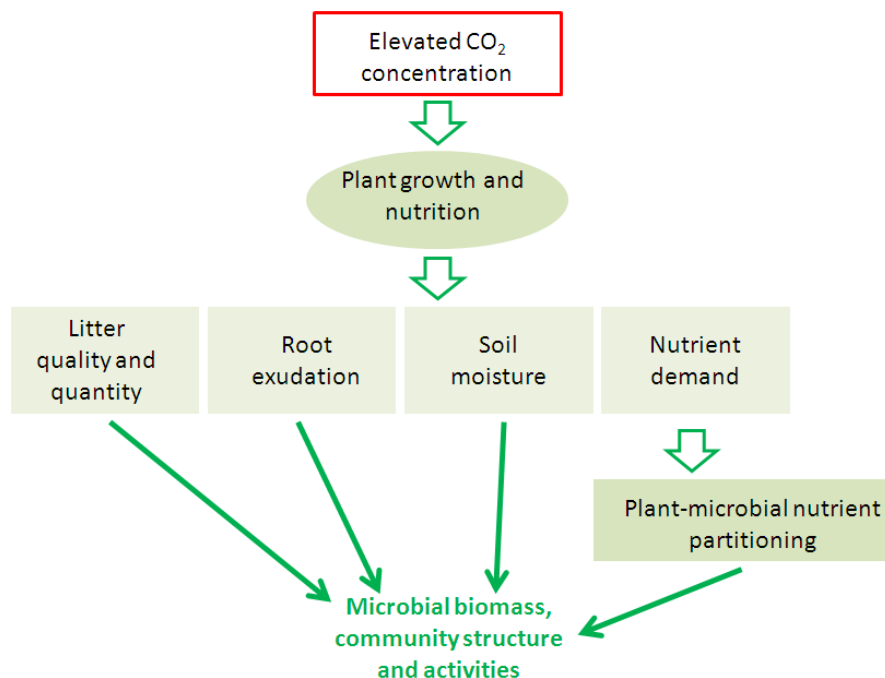 Elevated CO₂
concentration
Plant growth and
nutrition
Litter
quality and
quantity
Root
exudation
Soil
moisture
Nutrient
demand
Plant-microbial nutrient
partitioning
Microbial biomass,
community structure
and activities